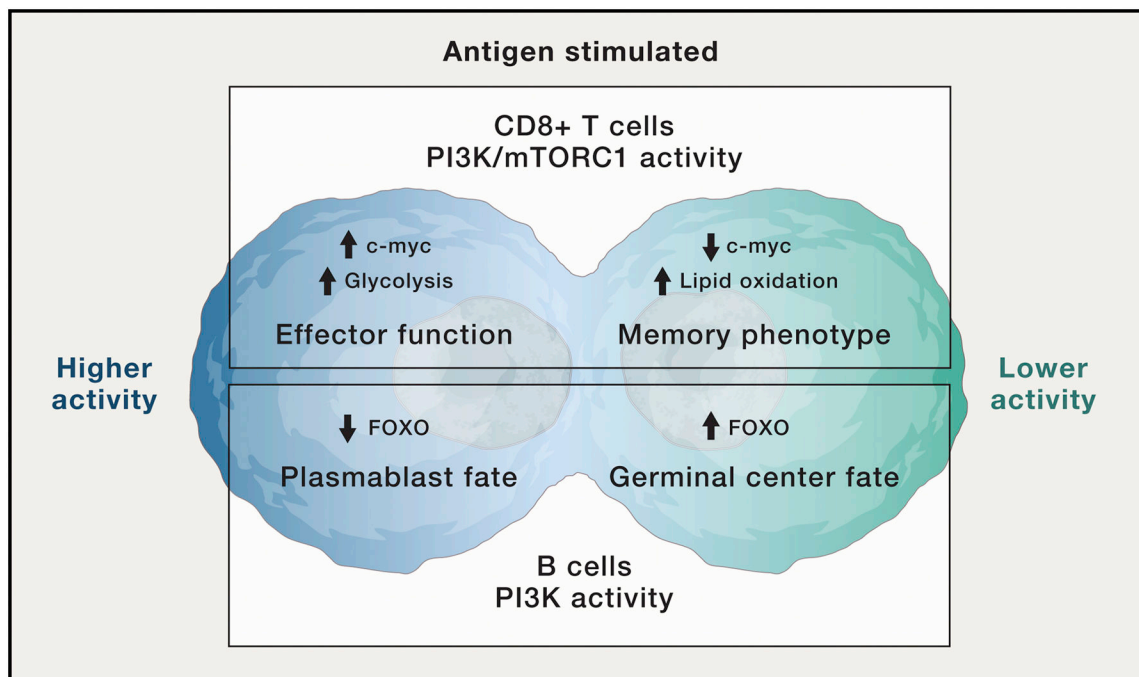 Antigen stimulated
CD8+ T cells
PI3K/mTORC1 activity
↑ c-myc
↑ Glycolysis
Effector function
↓ c-myc
↑ Lipid oxidation
Memory phenotype
Higher
activity
Lower
activity
↓ FOXO
Plasmablast fate
↑ FOXO
Germinal center fate
B cells
PI3K activity